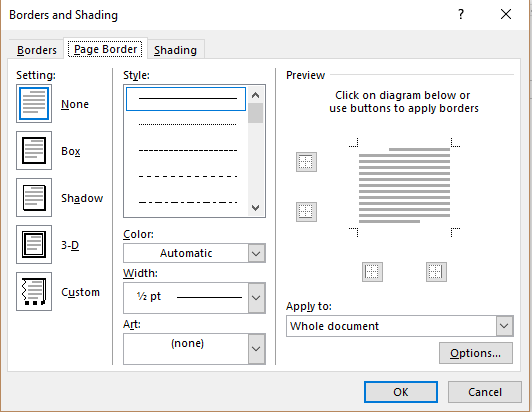 Borders and Shading
? ×
Borders Page Border Shading
Setting:
None
Box
Shadow
3-D
Custom
Style:
Color:
Automatic
Width:
½ pt
Art:
(none)
Preview
Click on diagram below or
use buttons to apply borders
Apply to:
Whole document
Options...
OK Cancel